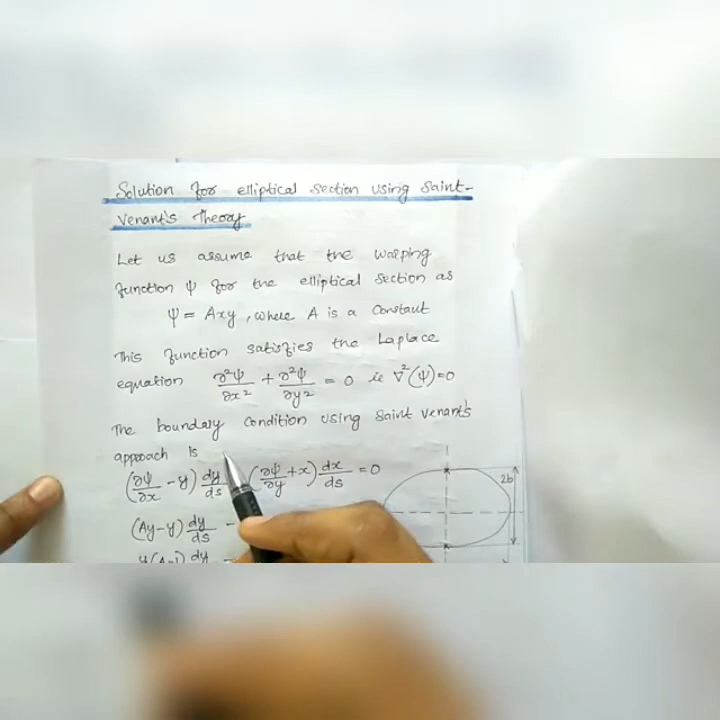 Solution for elliptical section using Saint-
Venant's Theory
Let us assume that the warping
function ψ for the elliptical section as
ψ = Axy, where A is a constant
This function satisfies the Laplace
equation ∂²ψ/∂x² + ∂²ψ/∂y² = 0 ie ∇²(ψ)=0
The boundary condition using saint venant's
approach is
(∂ψ/∂x - y) dy/ds (∂ψ/∂y + x) dx/ds = 0
2b
(Ay-y) dy/ds -
y(A-1) dy